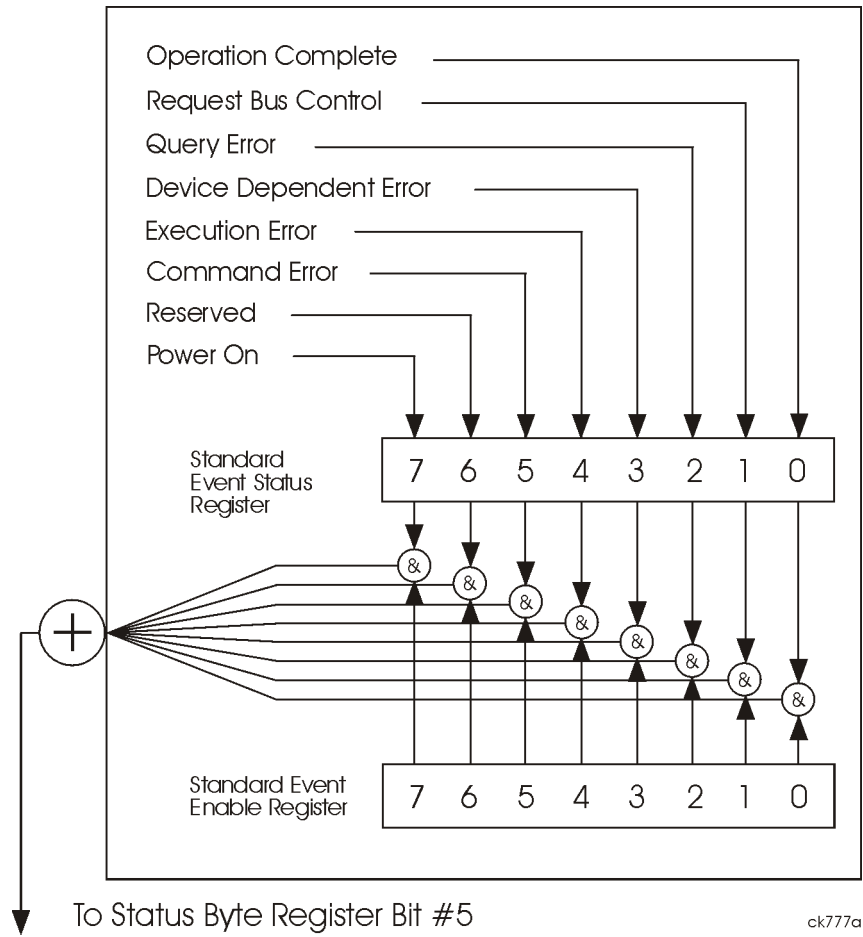 Operation Complete
Request Bus Control
Query Error
Device Dependent Error
Execution Error
Command Error
Reserved
Power On
Standard
Event Status
Register
7 6 5 4 3 2 1 0
&
&
&
&
&
&
&
&
+
Standard Event
Enable Register
7 6 5 4 3 2 1 0
To Status Byte Register Bit #5
ck777a